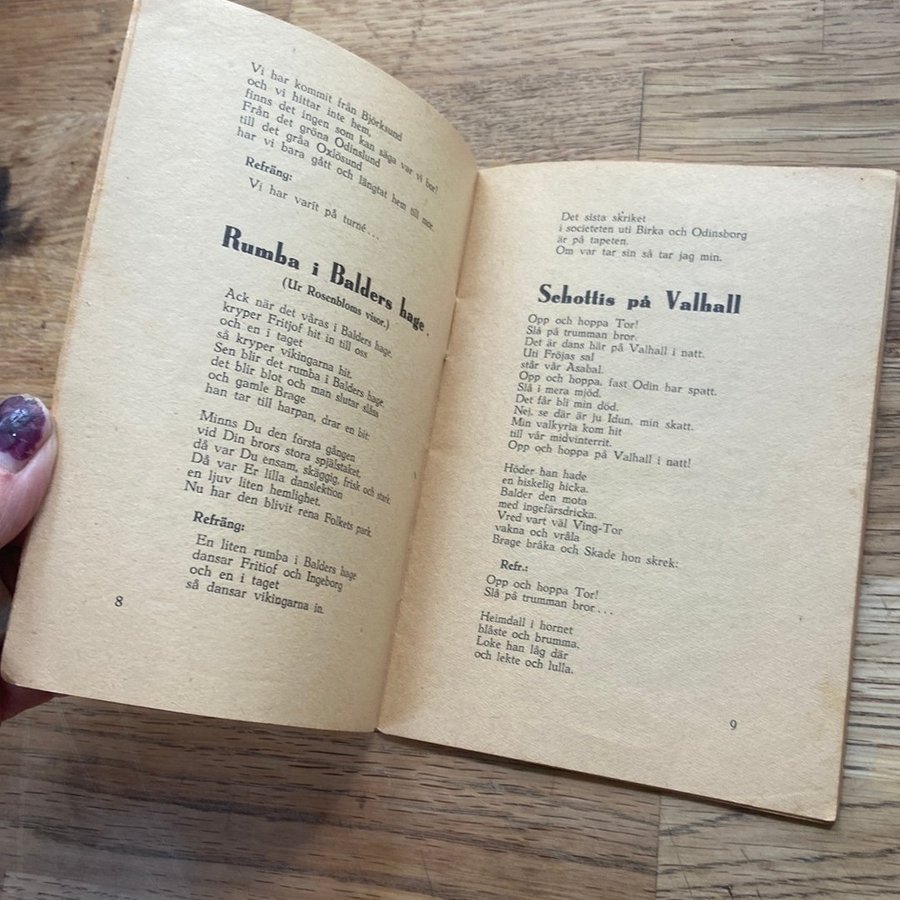 Vi har kommit från Björksund
och vi hittar inte hem,
finns det ingen som kan säga var vi bor!
Från det gröna Odinslund
till det gråa Oxlösund
har vi bara gått och längtat hem till mor.
Refräng:
Vi har varit på turné...
Rumba i Balders hage.
(Ur Rosenbloms visor.)
Ack när det våras i Balders hage,
kryper Fritjof hit in till oss
och en i taget
så kryper vikingarna hit.
Sen blir det rumba i Balders hage
det blir blot och man slutar slåss
och gamle Brage
han tar till harpan, drar en bit:
Minns Du den första gången
vid Din brors stora spjälstaket,
då var Du ensam, skäggig, frisk och stark.
Då var Er lilla danslektion
en ljuv liten hemlighet.
Nu har den blivit rena Folkets park.
Refräng:
En liten rumba i Balders hage
dansar Fritiof och Ingeborg
och en i taget
så dansar vikingarna in.
8
Det sista skriket
i societeten uti Birka och Odinsborg
är på tapeten.
Om var tar sin så tar jag min.
Schottis på Valhall
Opp och hoppa Tor!
Slå på trumman bror.
Det är dans här på Valhall i natt.
Uti Fröjas sal
står vår Asabal.
Opp och hoppa, fast Odin har spatt.
Slå i mera mjöd.
Det får bli min död.
Nej, se där är ju Idun, min skatt.
Min valkyria kom hit
till vår midvinterrit.
Opp och hoppa på Valhall i natt!
Höder han hade
en hiskelig hicka.
Balder den mota
med ingefärsdricka.
Vred vart väl Ving-Tor
vakna och vråla
Brage bråka och Skade hon skrek:
Refr.:
Opp och hoppa Tor!
Slå på trumman bror...
Heimdall i hornet
blåste och brumma,
Loke han låg där
och lekte och lulla.
9